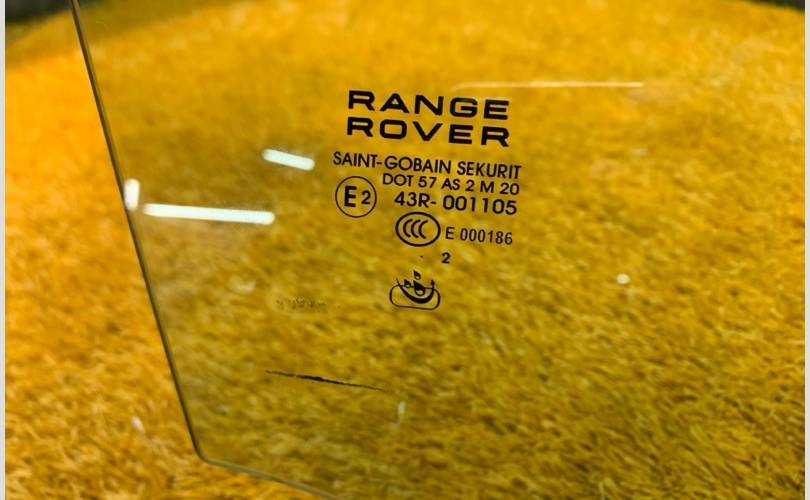 RANGE
ROVER
SAINT-GOBAIN SEKURIT
DOT 57 AS 2 M 20
E2 43R- 001105
CCC E 000186
. 2